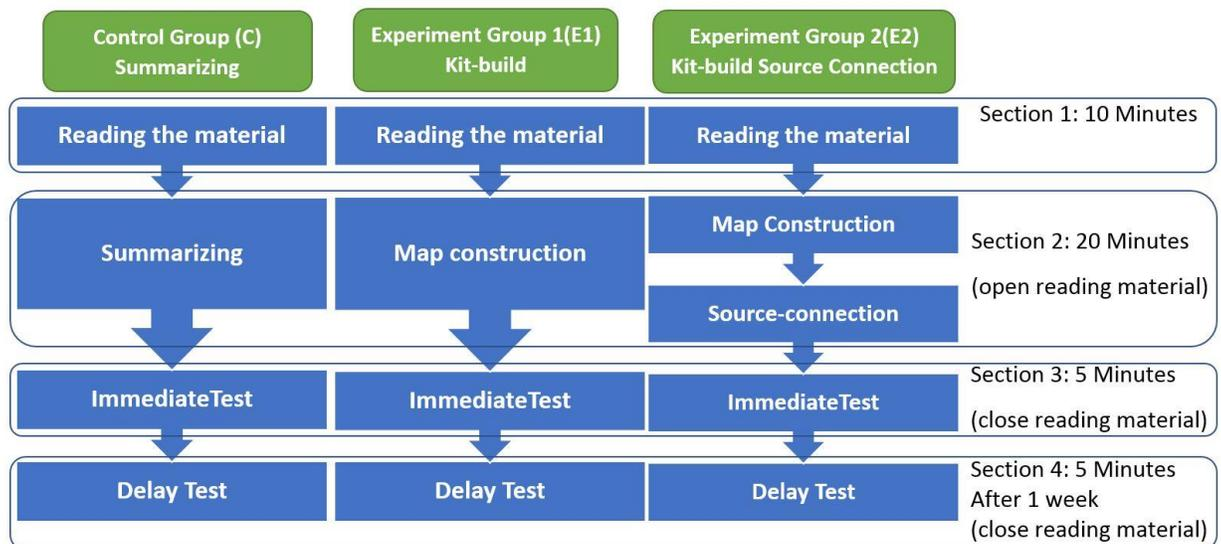 Control Group (C)
Summarizing
Experiment Group 1(E1)
Kit-build
Experiment Group 2(E2)
Kit-build Source Connection
Reading the material
Reading the material
Reading the material
Section 1: 10 Minutes
Summarizing
Map construction
Map Construction
Source-connection
Section 2: 20 Minutes
(open reading material)
ImmediateTest
ImmediateTest
ImmediateTest
Section 3: 5 Minutes
(close reading material)
Delay Test
Delay Test
Delay Test
Section 4: 5 Minutes
After 1 week
(close reading material)